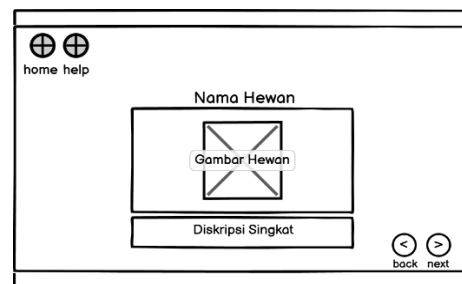 home help
Nama Hewan
Gambar Hewan
Diskripsi Singkat
< >
back next